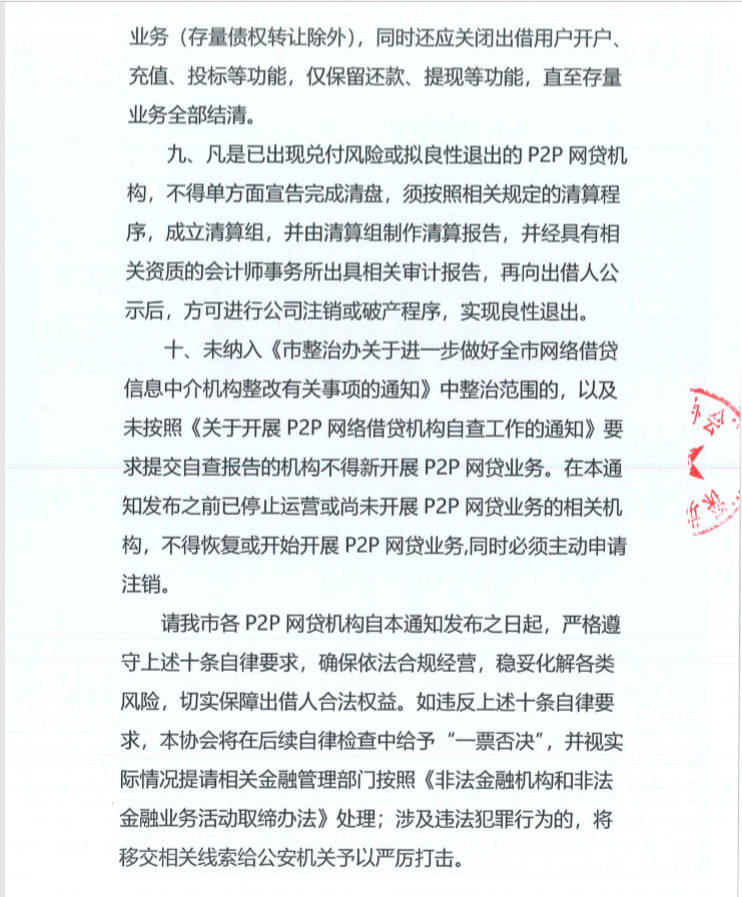 业务（存量债权转让除外），同时还应关闭出借用户开户、
充值、投标等功能，仅保留还款、提现等功能，直至存量
业务全部结清。
九、凡是已出现兑付风险或拟良性退出的 P2P 网贷机
构，不得单方面宣告完成清盘，须按照相关规定的清算程
序，成立清算组，并由清算组制作清算报告，并经具有相
关资质的会计师事务所出具相关审计报告，再向出借人公
示后，方可进行公司注销或破产程序，实现良性退出。
十、未纳入《市整治办关于进一步做好全市网络借贷
信息中介机构整改有关事项的通知》中整治范围的，以及
未按照《关于开展 P2P 网络借贷机构自查工作的通知》要
求提交自查报告的机构不得新开展 P2P 网贷业务。在本通
知发布之前已停止运营或尚未开展 P2P 网贷业务的相关机
构，不得恢复或开始开展 P2P 网贷业务,同时必须主动申请
注销。
请我市各 P2P 网贷机构自本通知发布之日起，严格遵
守上述十条自律要求，确保依法合规经营，稳妥化解各类
风险，切实保障出借人合法权益。如违反上述十条自律要
求，本协会将在后续自律检查中给予“一票否决”，并视实
际情况提请相关金融管理部门按照《非法金融机构和非法
金融业务活动取缔办法》处理；涉及违法犯罪行为的，将
移交相关线索给公安机关予以严厉打击。